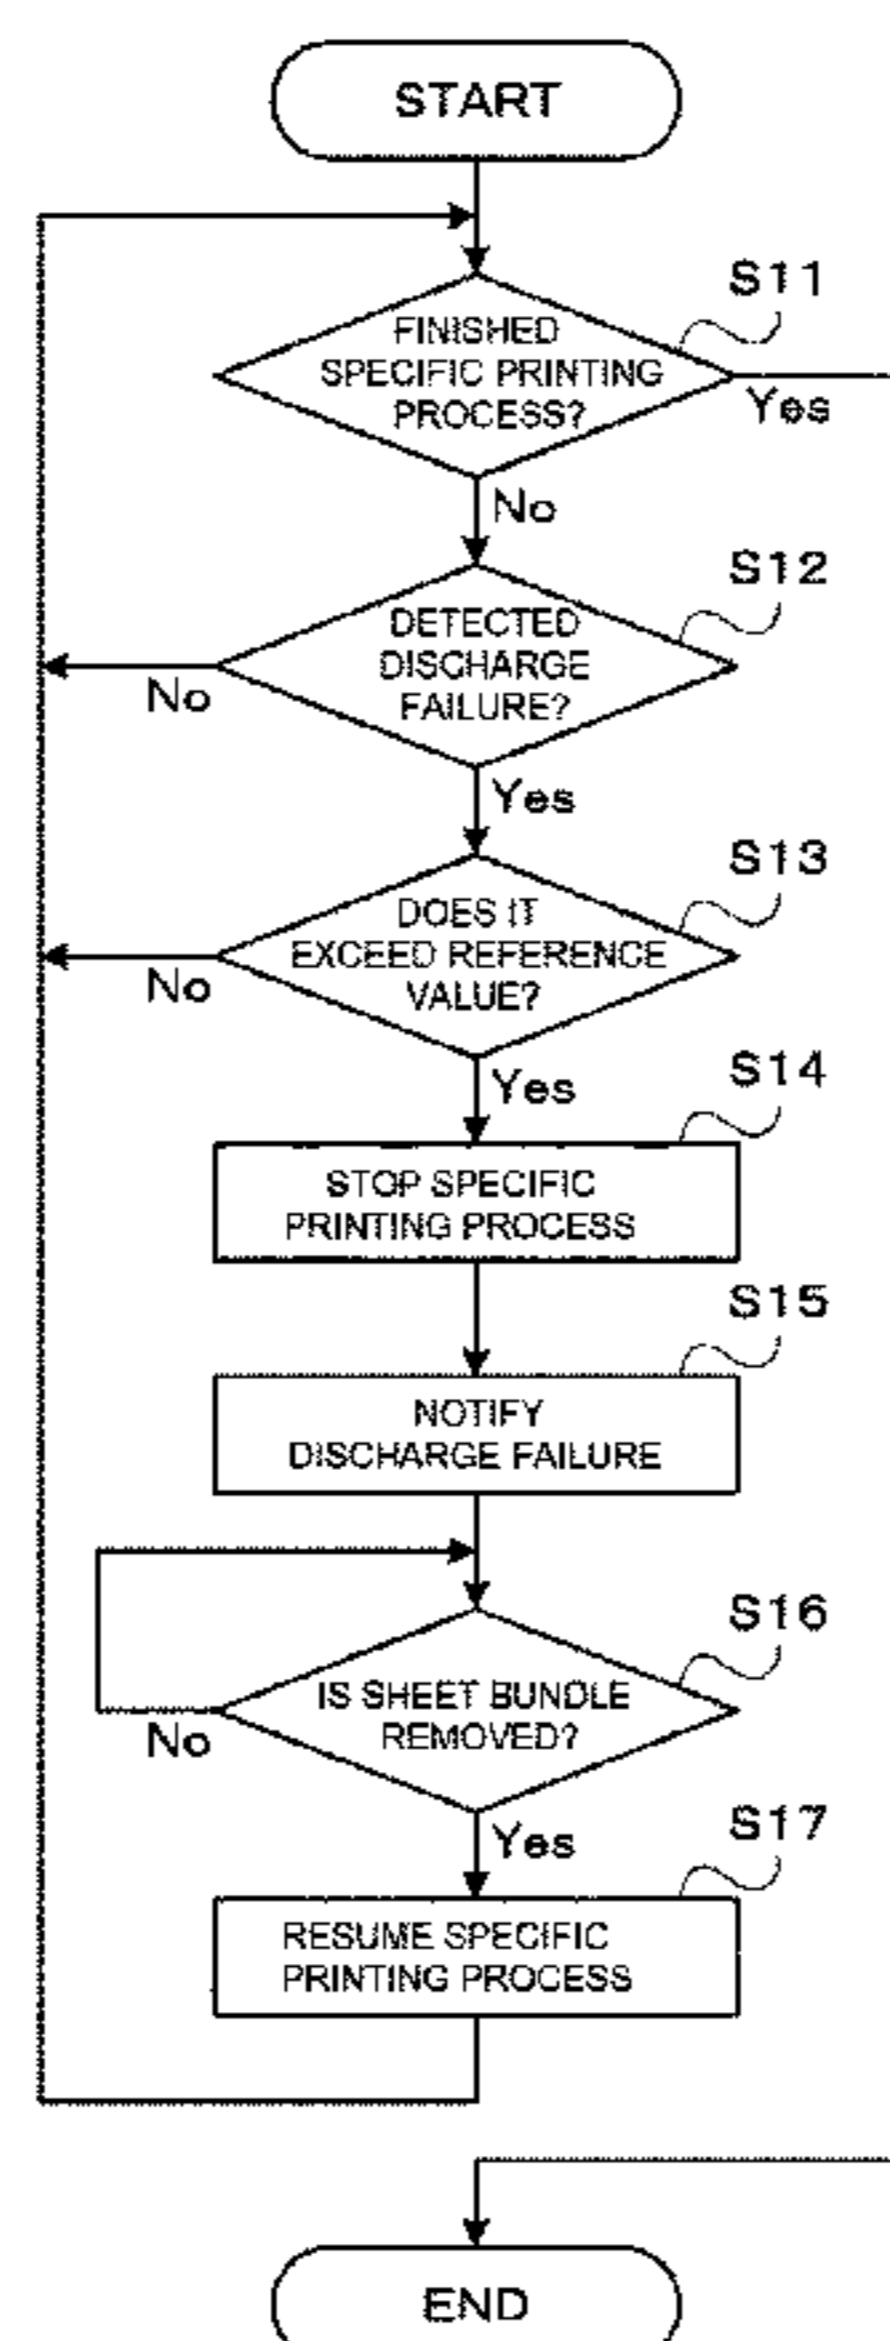 START
S11
FINISHED
SPECIFIC PRINTING
PROCESS?
Yes
No
S12
DETECTED
DISCHARGE
FAILURE?
No
Yes
S13
DOES IT
EXCEED REFERENCE
VALUE?
No
Yes
S14
STOP SPECIFIC
PRINTING PROCESS
S15
NOTIFY
DISCHARGE FAILURE
S16
IS SHEET BUNDLE
REMOVED?
No
Yes
S17
RESUME SPECIFIC
PRINTING PROCESS
END